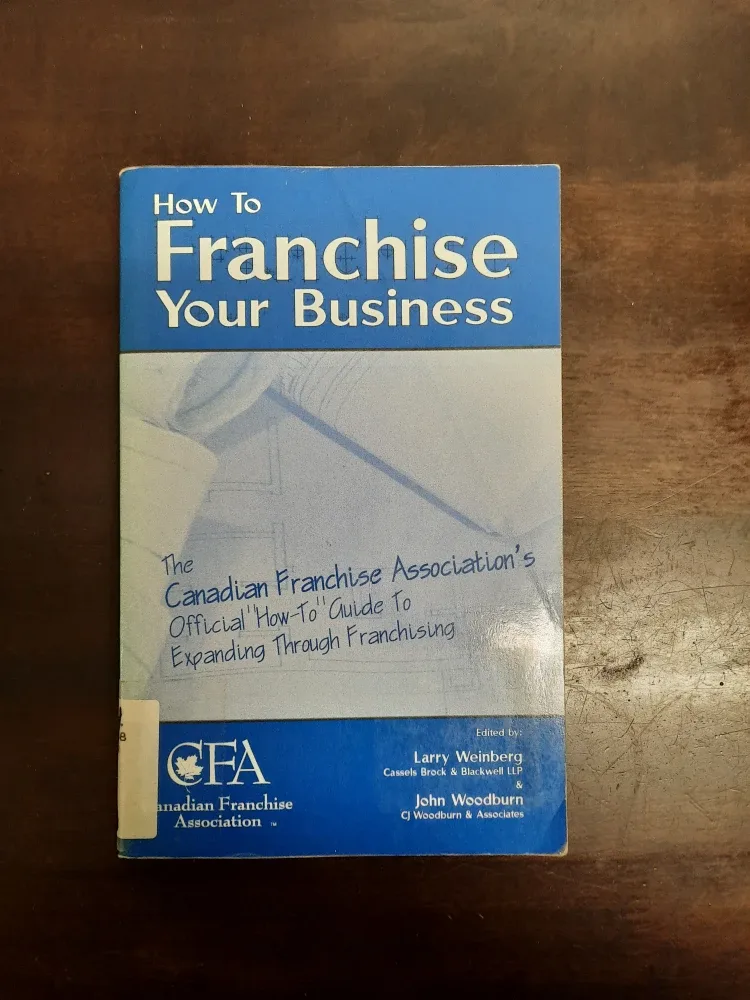 How To
Franchise
Your Business
The
Canadian Franchise Association's
Official "How-To" Guide To
Expanding Through Franchising
B
CFA
anadian Franchise
Association ™
Edited by:
Larry Weinberg
Cassels Brock & Blackwell LLP
&
John Woodburn
CJ Woodburn & Associates